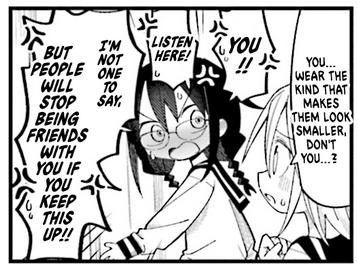 YOU...
WEAR THE
KIND THAT
MAKES
THEM LOOK
SMALLER,
DON'T
YOU...?
YOU
!!
LISTEN
HERE!
I'M
NOT
ONE
TO
SAY,
BUT
PEOPLE
WILL
STOP
BEING
FRIENDS
WITH
YOU IF
YOU
KEEP
THIS
UP!!